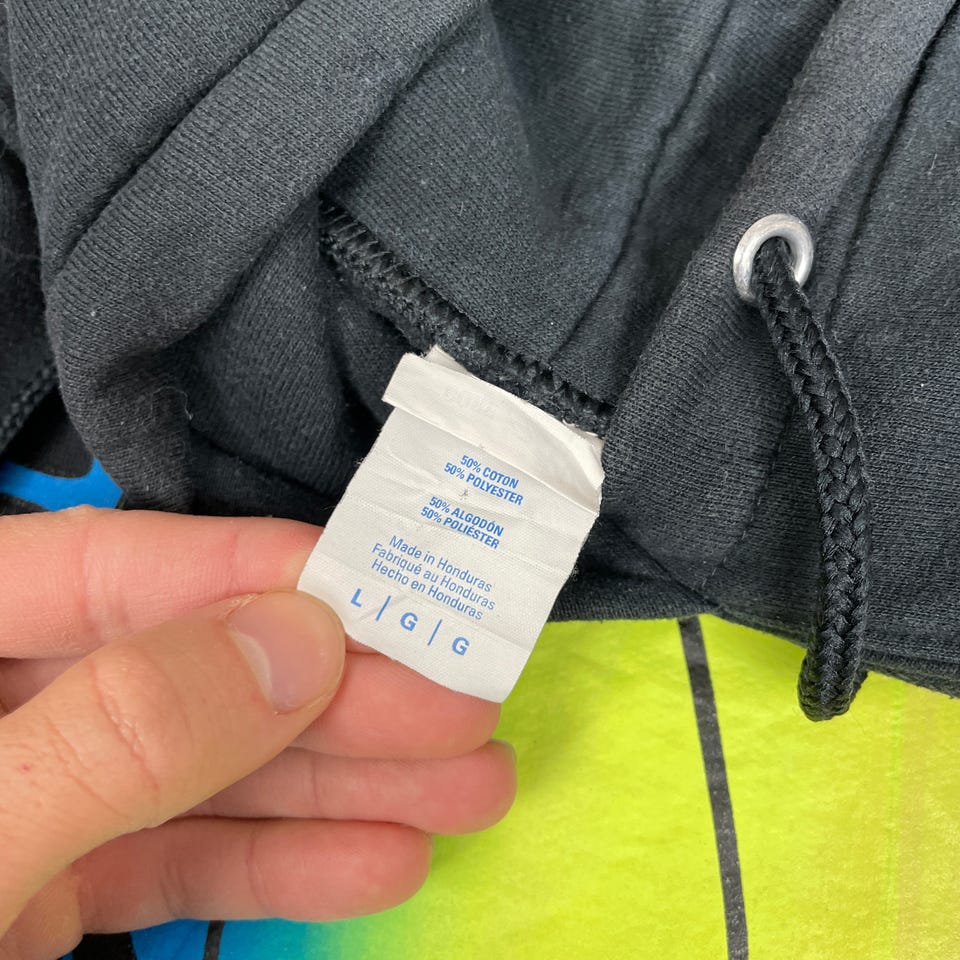 50% COTON
50% POLYESTER
50% ALGODÓN
50% POLIÉSTER
Made in Honduras
Fabriqué au Honduras
Hecho en Honduras
L | G | G